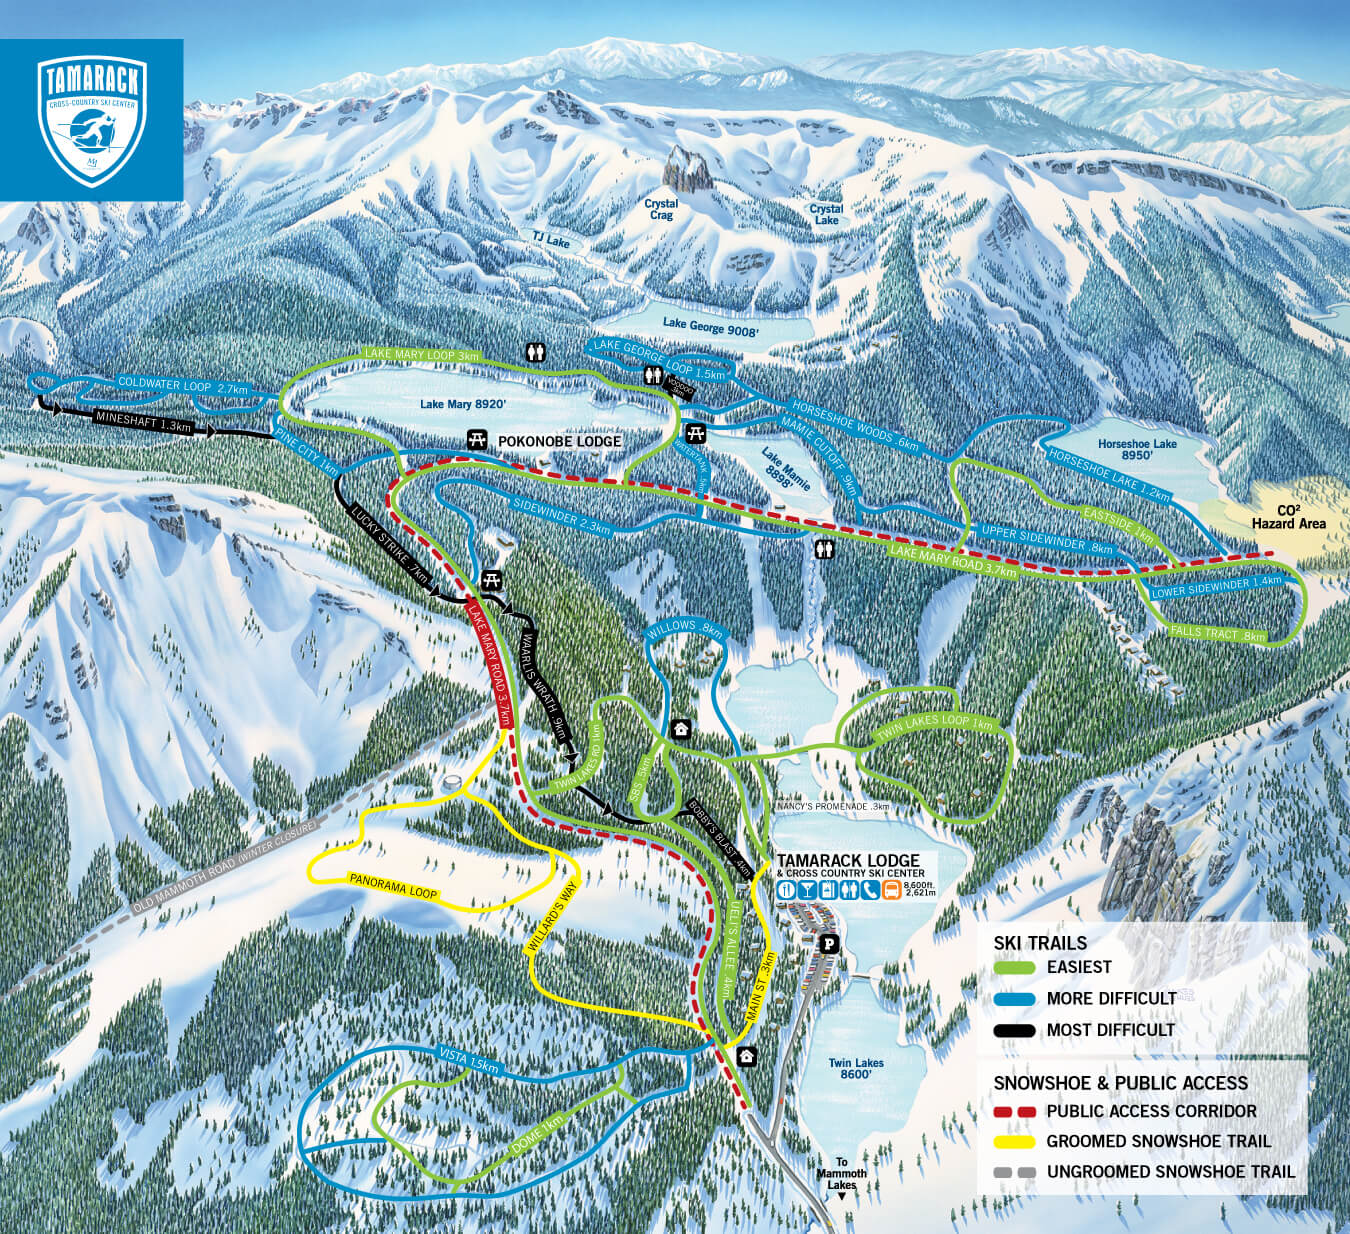 TAMARACK
CROSS-COUNTRY SKI CENTER
Crystal
Crag
Crystal
Lake
TJ Lake
Lake George 9008'
LAKE MARY LOOP 3km
LAKE GEORGE LOOP 1.5km
COLDWATER LOOP 2.7km
MINESHAFT 1.3km
Lake Mary 8920'
VOODOO
HORSESHOE WOODS .6km
MAMIE CUTOFF .9km
PINE CITY 1km
POKONOBE LODGE
Lake Mamie
8898'
Horseshoe Lake
8950'
HORSESHOE LAKE 1.2km
LUCKY STRIKE .7km
SIDEWINDER 2.3km
EASTSIDE .1km
CO²
Hazard Area
UPPER SIDEWINDER .8km
LAKE MARY ROAD 3.7km
LOWER SIDEWINDER 1.4km
FALLS TRACT .8km
LAKE MARY ROAD 3.7km
WAARLIS WRATH .9km
WILLOWS .8km
TWIN LAKES LOOP 1km
TWIN LAKES RD 1km
SBS .5km
BOBBY'S BLAST .4km
NANCY'S PROMENADE .3km
OLD MAMMOTH ROAD (WINTER CLOSURE)
PANORAMA LOOP
WILLARD'S WAY
UELI'S ALLEE .4km
MAIN ST .3km
TAMARACK LODGE
& CROSS COUNTRY SKI CENTER
8,600ft.
2,621m
P
VISTA 1.5km
DOME 1km
Twin Lakes
8600'
To
Mammoth
Lakes
SKI TRAILS
EASIEST
MORE DIFFICULT
MOST DIFFICULT
SNOWSHOE & PUBLIC ACCESS
PUBLIC ACCESS CORRIDOR
GROOMED SNOWSHOE TRAIL
UNGROOMED SNOWSHOE TRAIL